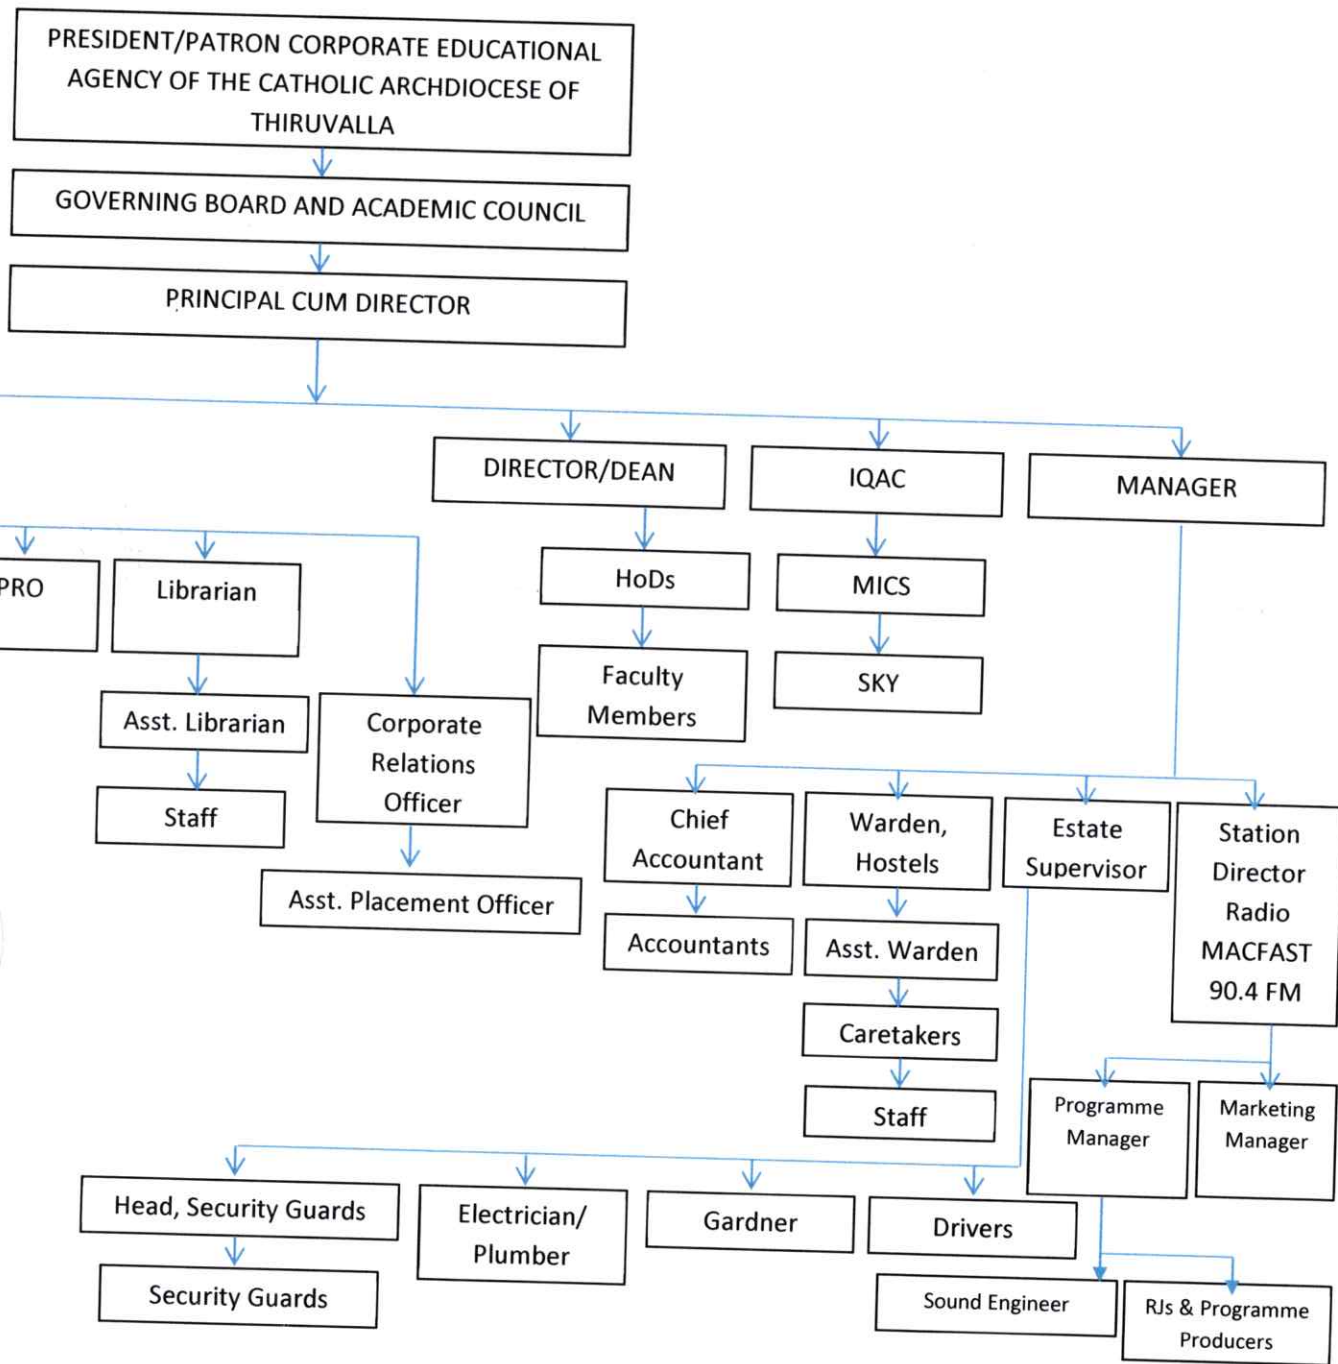 PRESIDENT/PATRON CORPORATE EDUCATIONAL
AGENCY OF THE CATHOLIC ARCHDIOCESE OF
THIRUVALLA
GOVERNING BOARD AND ACADEMIC COUNCIL
PRINCIPAL CUM DIRECTOR
DIRECTOR/DEAN
IQAC
MANAGER
PRO
Librarian
HoDs
MICS
Faculty
Members
SKY
Asst. Librarian
Corporate
Relations
Officer
Staff
Asst. Placement Officer
Chief
Accountant
Warden,
Hostels
Estate
Supervisor
Station
Director
Radio
MACFAST
90.4 FM
Accountants
Asst. Warden
Caretakers
Staff
Programme
Manager
Marketing
Manager
Head, Security Guards
Electrician/
Plumber
Gardner
Drivers
Security Guards
Sound Engineer
RJs & Programme
Producers